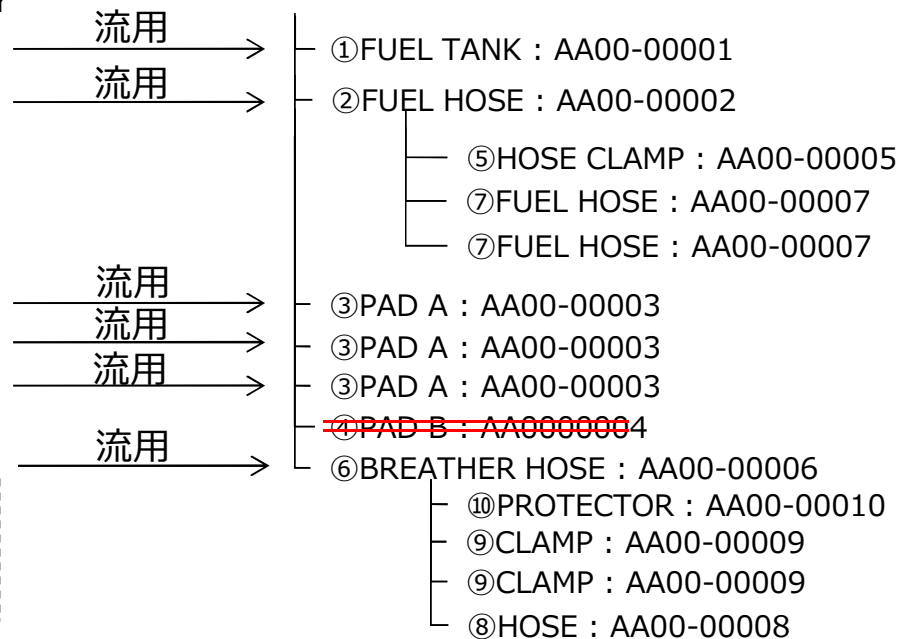 流用
①FUEL TANK : AA00-00001
流用
②FUEL HOSE : AA00-00002
⑤HOSE CLAMP : AA00-00005
⑦FUEL HOSE : AA00-00007
⑦FUEL HOSE : AA00-00007
流用
③PAD A : AA00-00003
流用
③PAD A : AA00-00003
流用
③PAD A : AA00-00003
④PAD B : AA0000004
流用
⑥BREATHER HOSE : AA00-00006
⑩PROTECTOR : AA00-00010
⑨CLAMP : AA00-00009
⑨CLAMP : AA00-00009
⑧HOSE : AA00-00008